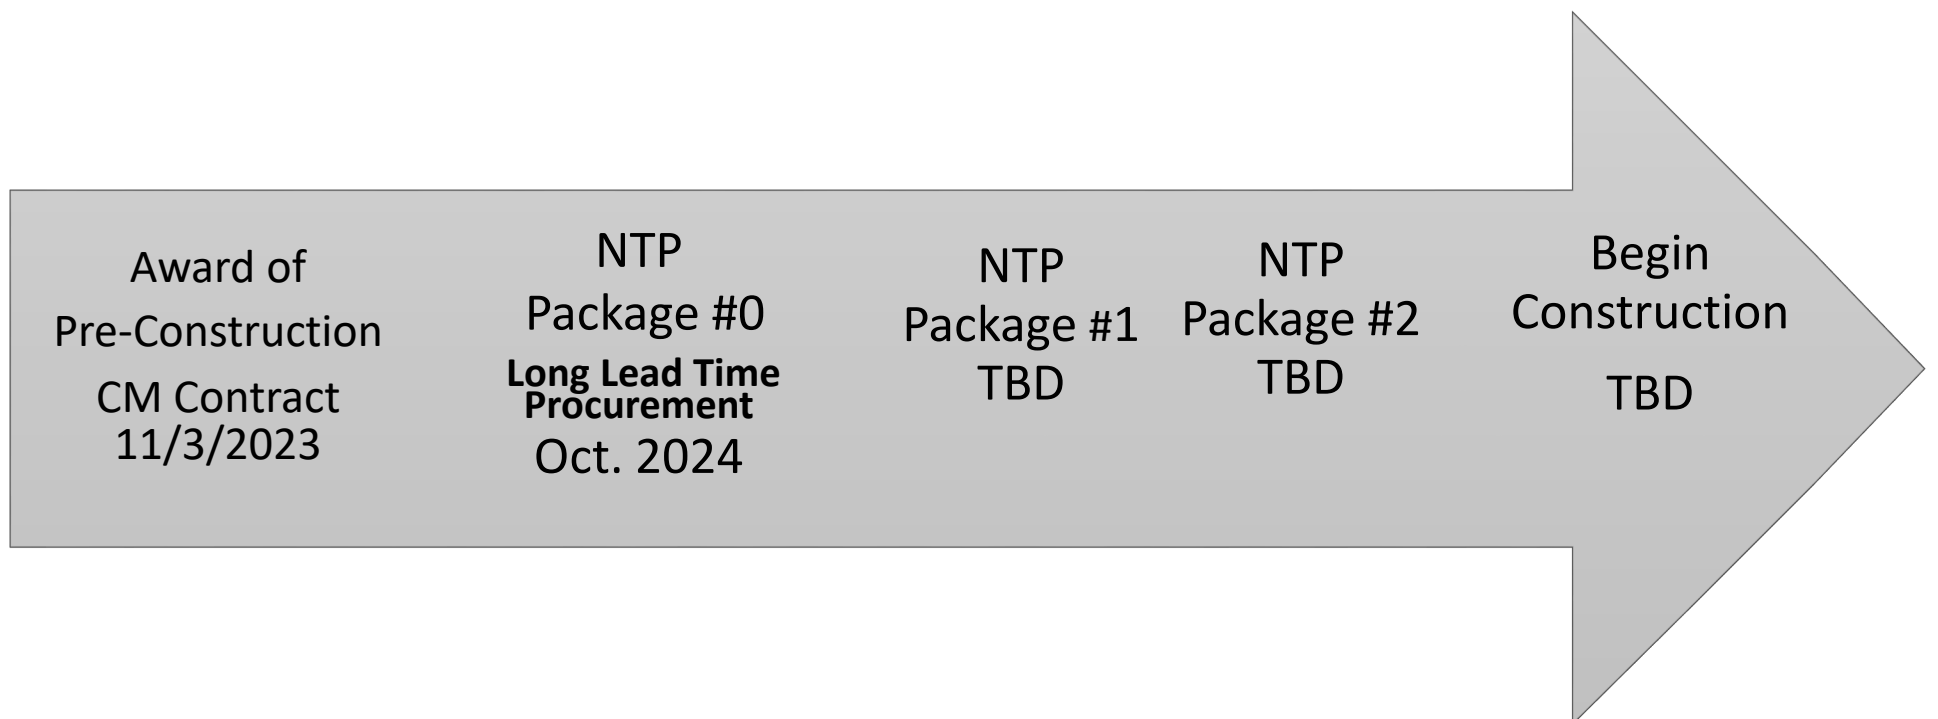 Award of
Pre-Construction
CM Contract
11/3/2023
NTP
Package #0
Long Lead Time
Procurement
Oct. 2024
NTP
Package #1
TBD
NTP
Package #2
TBD
Begin
Construction
TBD